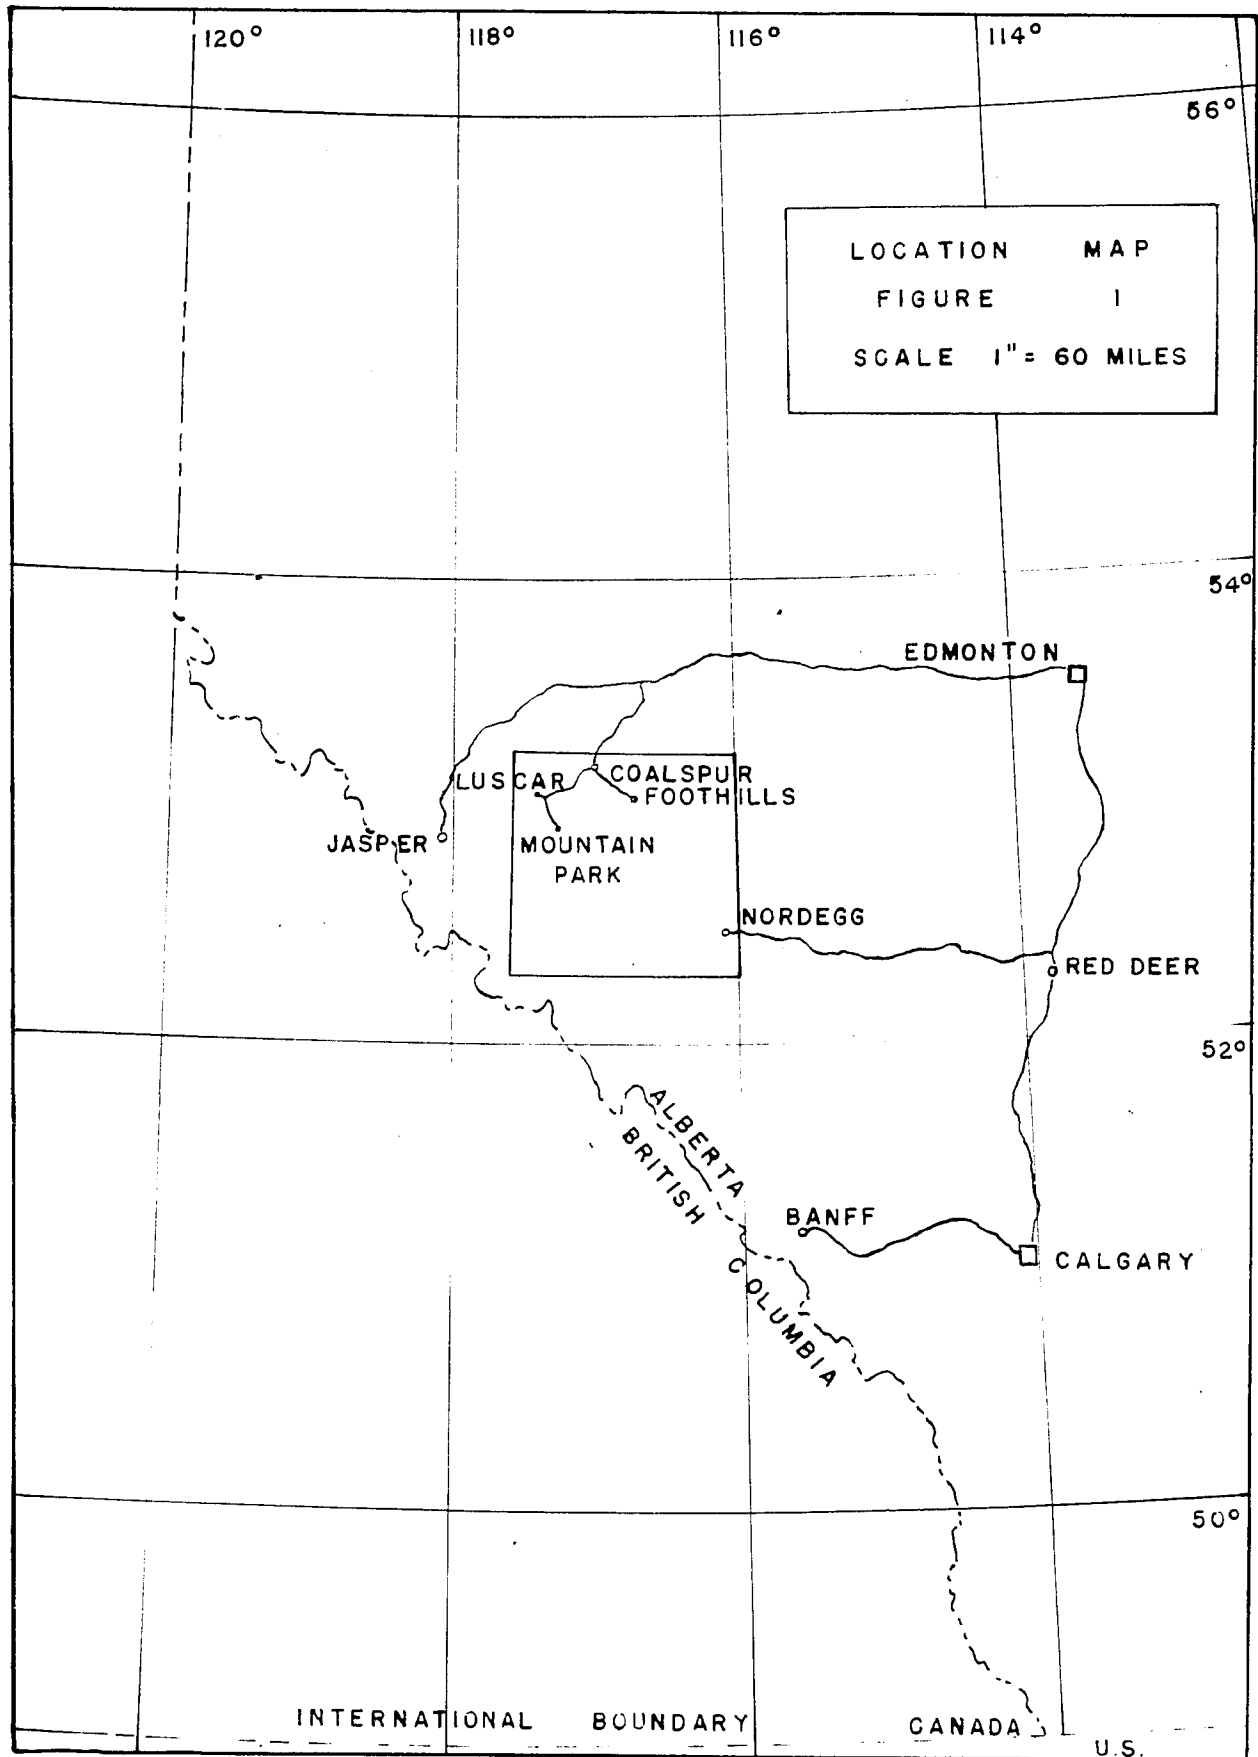 120° 118° 116° 114°
56°
LOCATION MAP
FIGURE 1
SCALE 1" = 60 MILES
54°
EDMONTON
LUSCAR COALSPUR
FOOTHILLS
JASPER MOUNTAIN
PARK
NORDEGG
RED DEER
52°
ALBERTA
BRITISH COLUMBIA
BANFF
CALGARY
50°
INTERNATIONAL BOUNDARY CANADA
U.S.